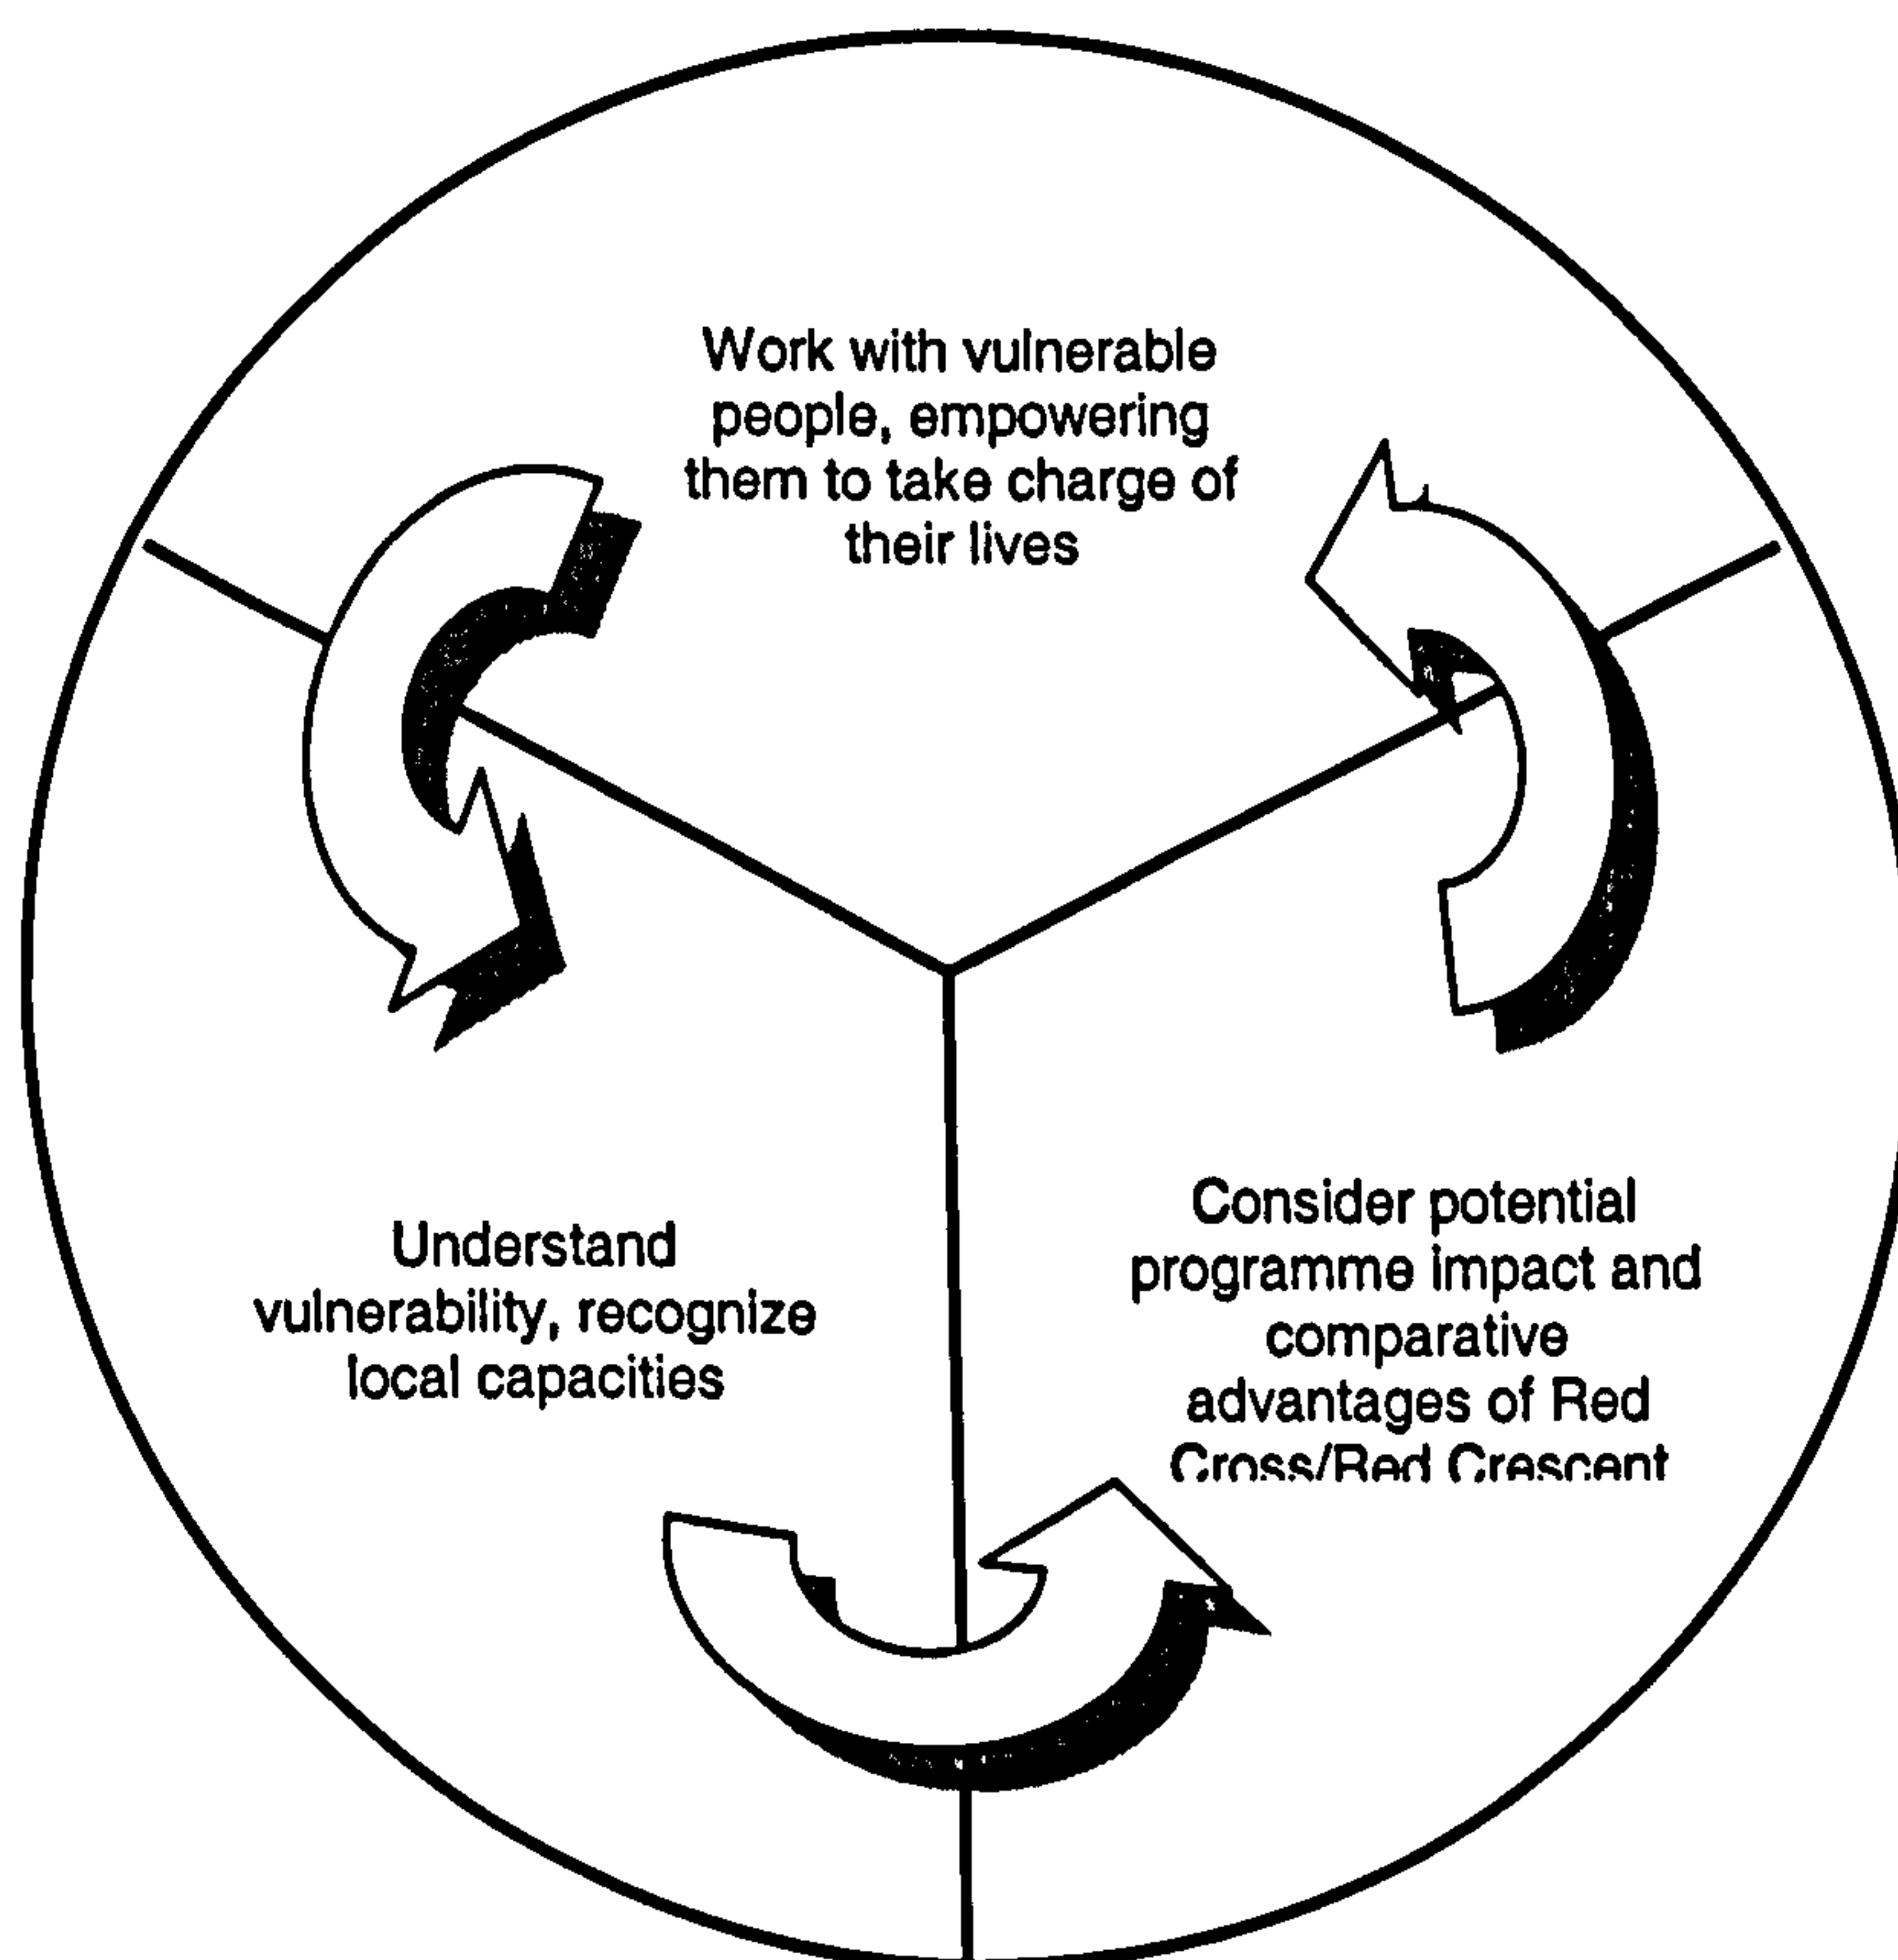 Work with vulnerable
people, empowering
them to take charge of
their lives
Understand
vulnerability, recognize
local capacities
Consider potential
programme impact and
comparative
advantages of Red
Cross/Red Crescent